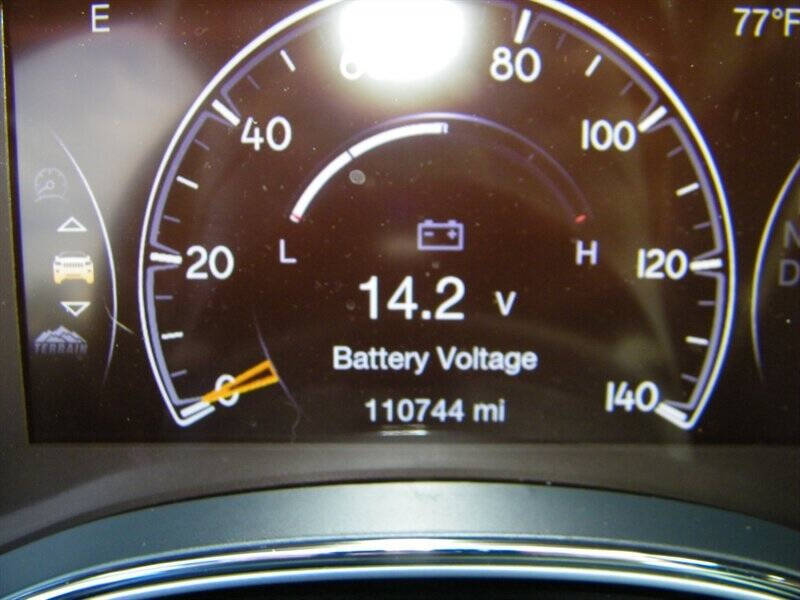 E
77°F
80
40
100
L
H
20
120
14.2 V
Battery Voltage
TERRAIN
0
140
110744 mi